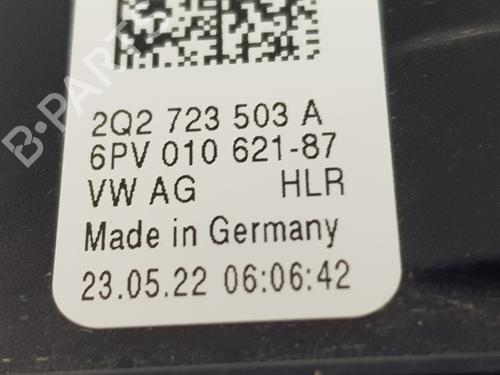 B-PARTS
2Q2 723 503 A
6PV 010 621-87
VW AG HLR
Made in Germany
23.05.22 06:06:42